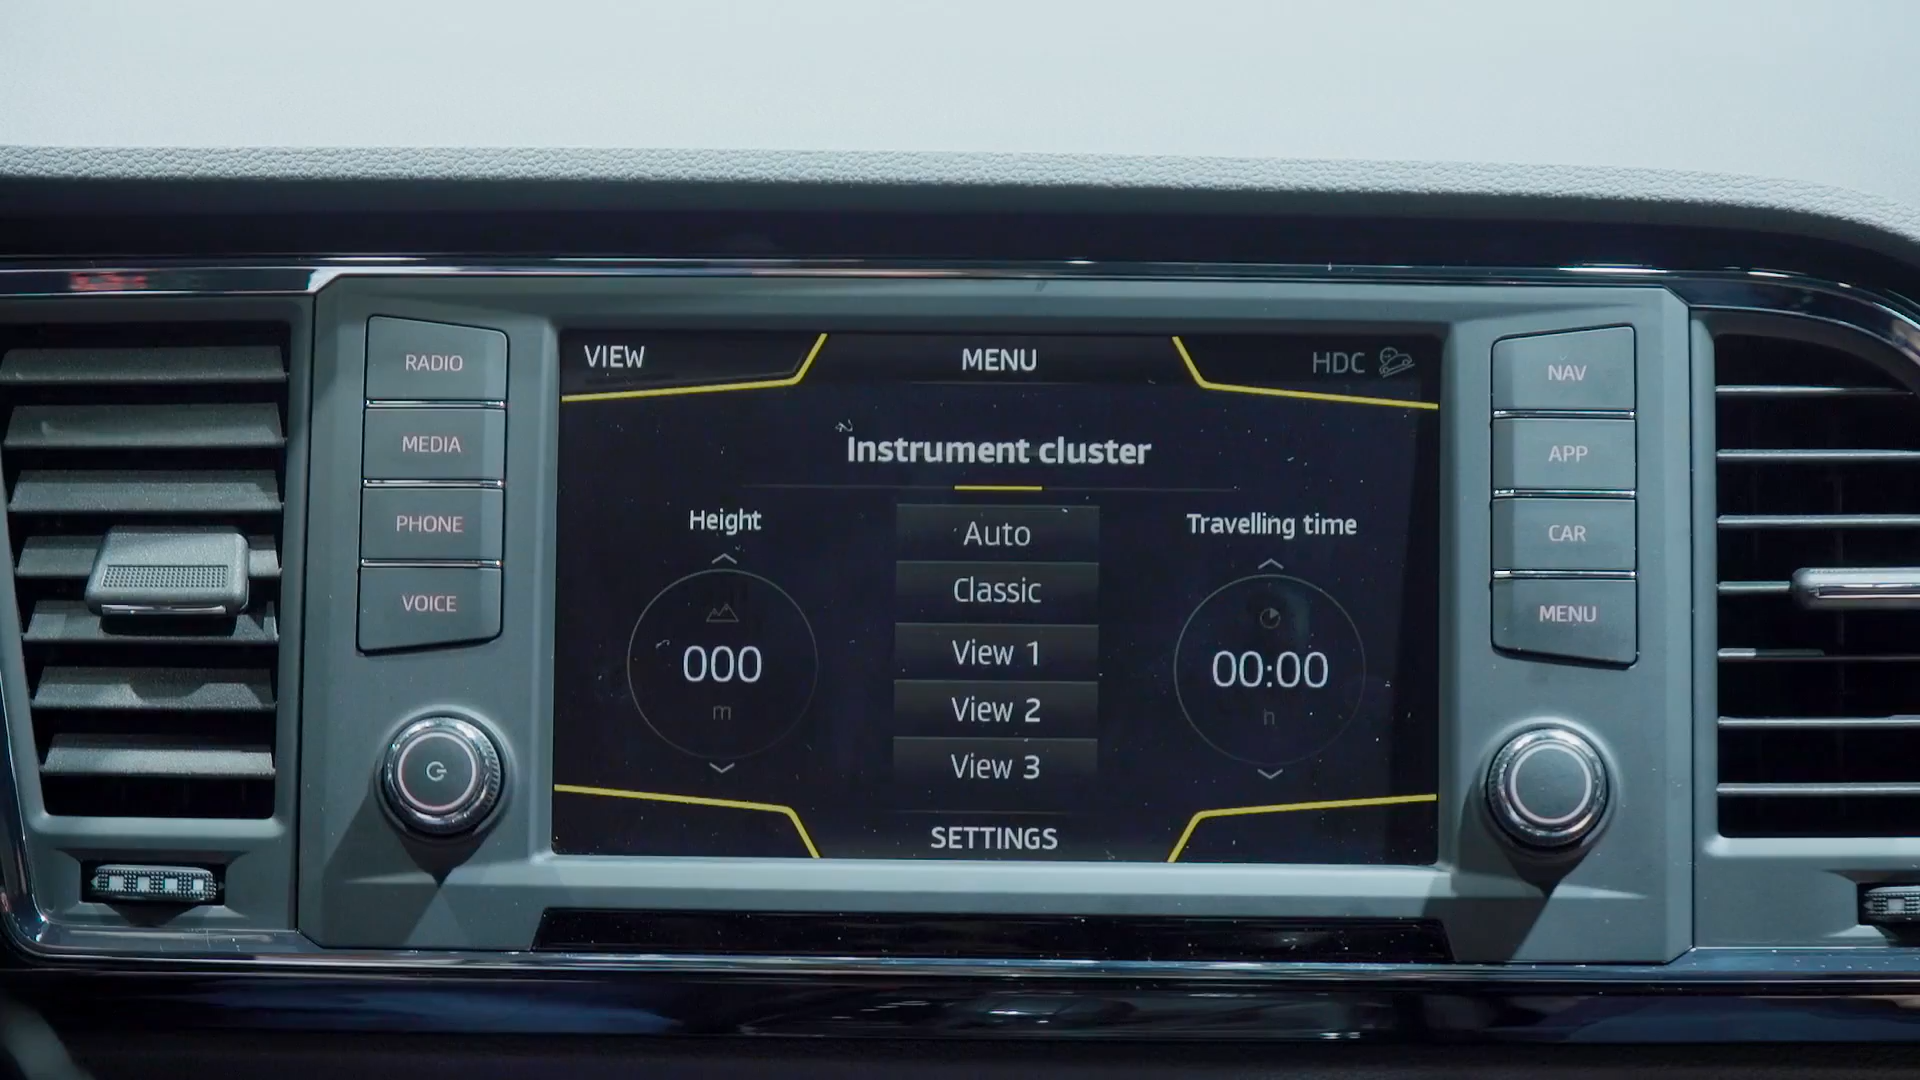 VIEW
MENU
HDC
Instrument cluster
Height
000
m
Auto
Classic
View 1
View 2
View 3
Travelling time
00:00
h
SETTINGS
RADIO
MEDIA
PHONE
VOICE
NAV
APP
CAR
MENU